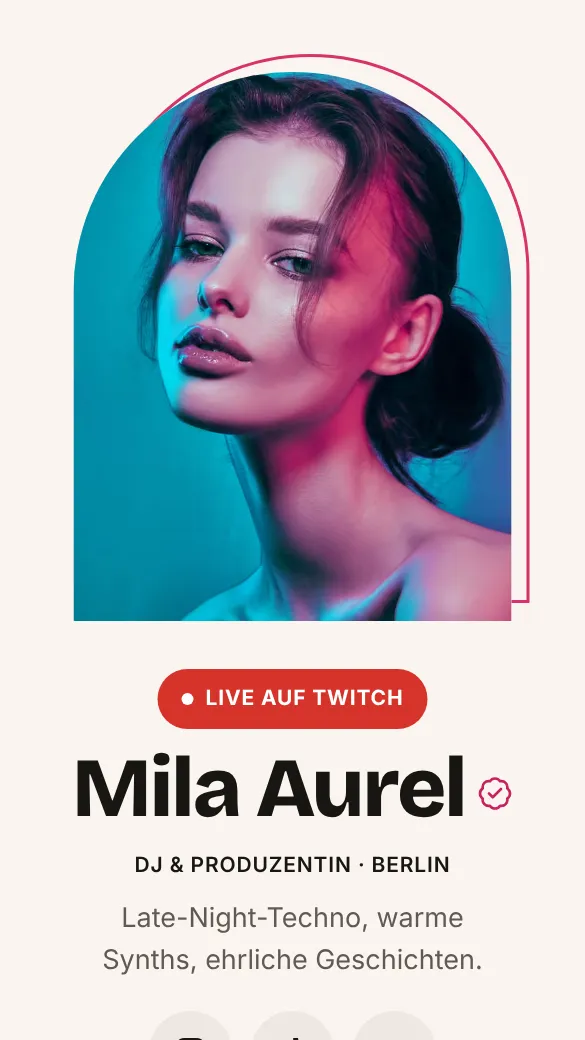 LIVE AUF TWITCH
Mila Aurel
DJ & PRODUZENTIN · BERLIN
Late-Night-Techno, warme
Synths, ehrliche Geschichten.